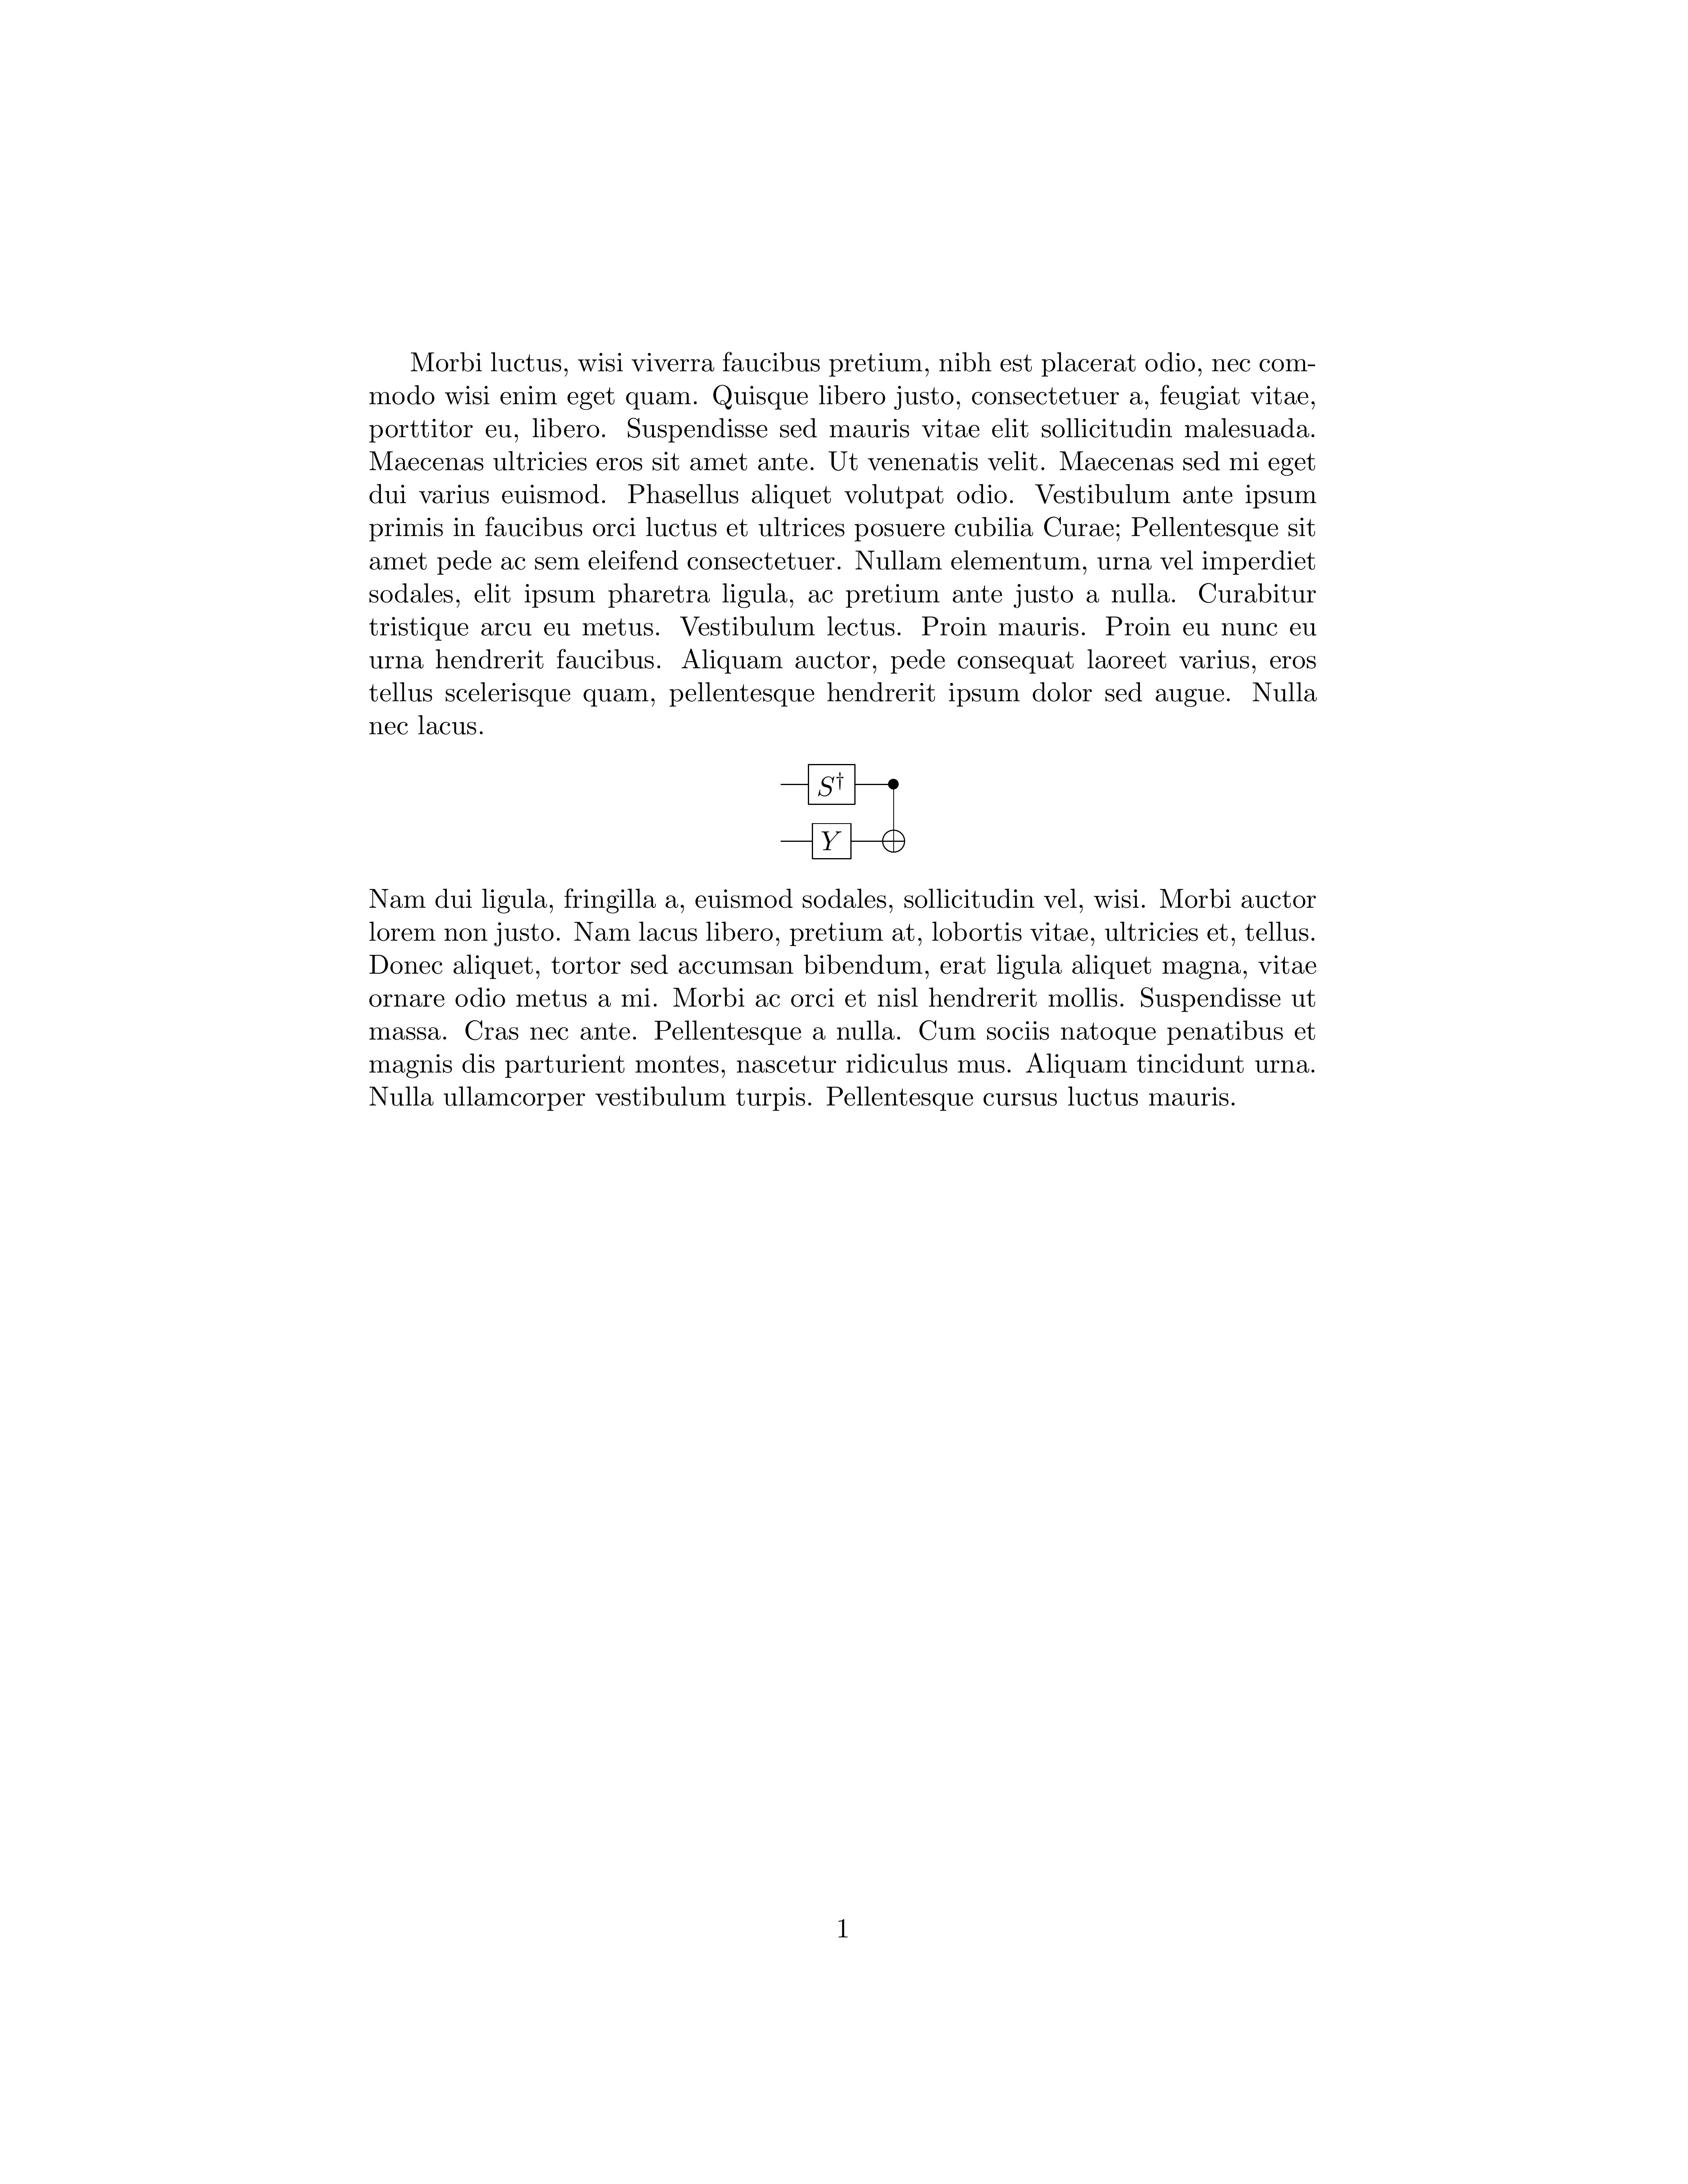 Morbi luctus, wisi viverra faucibus pretium, nibh est placerat odio, nec com-
modo wisi enim eget quam. Quisque libero justo, consectetuer a, feugiat vitae,
porttitor eu, libero. Suspendisse sed mauris vitae elit sollicitudin malesuada.
Maecenas ultricies eros sit amet ante. Ut venenatis velit. Maecenas sed mi eget
dui varius euismod. Phasellus aliquet volutpat odio. Vestibulum ante ipsum
primis in faucibus orci luctus et ultrices posuere cubilia Curae; Pellentesque sit
amet pede ac sem eleifend consectetuer. Nullam elementum, urna vel imperdiet
sodales, elit ipsum pharetra ligula, ac pretium ante justo a nulla. Curabitur
tristique arcu eu metus. Vestibulum lectus. Proin mauris. Proin eu nunc eu
urna hendrerit faucibus. Aliquam auctor, pede consequat laoreet varius, eros
tellus scelerisque quam, pellentesque hendrerit ipsum dolor sed augue. Nulla
nec lacus.
S†
Y
Nam dui ligula, fringilla a, euismod sodales, sollicitudin vel, wisi. Morbi auctor
lorem non justo. Nam lacus libero, pretium at, lobortis vitae, ultricies et, tellus.
Donec aliquet, tortor sed accumsan bibendum, erat ligula aliquet magna, vitae
ornare odio metus a mi. Morbi ac orci et nisl hendrerit mollis. Suspendisse ut
massa. Cras nec ante. Pellentesque a nulla. Cum sociis natoque penatibus et
magnis dis parturient montes, nascetur ridiculus mus. Aliquam tincidunt urna.
Nulla ullamcorper vestibulum turpis. Pellentesque cursus luctus mauris.
1